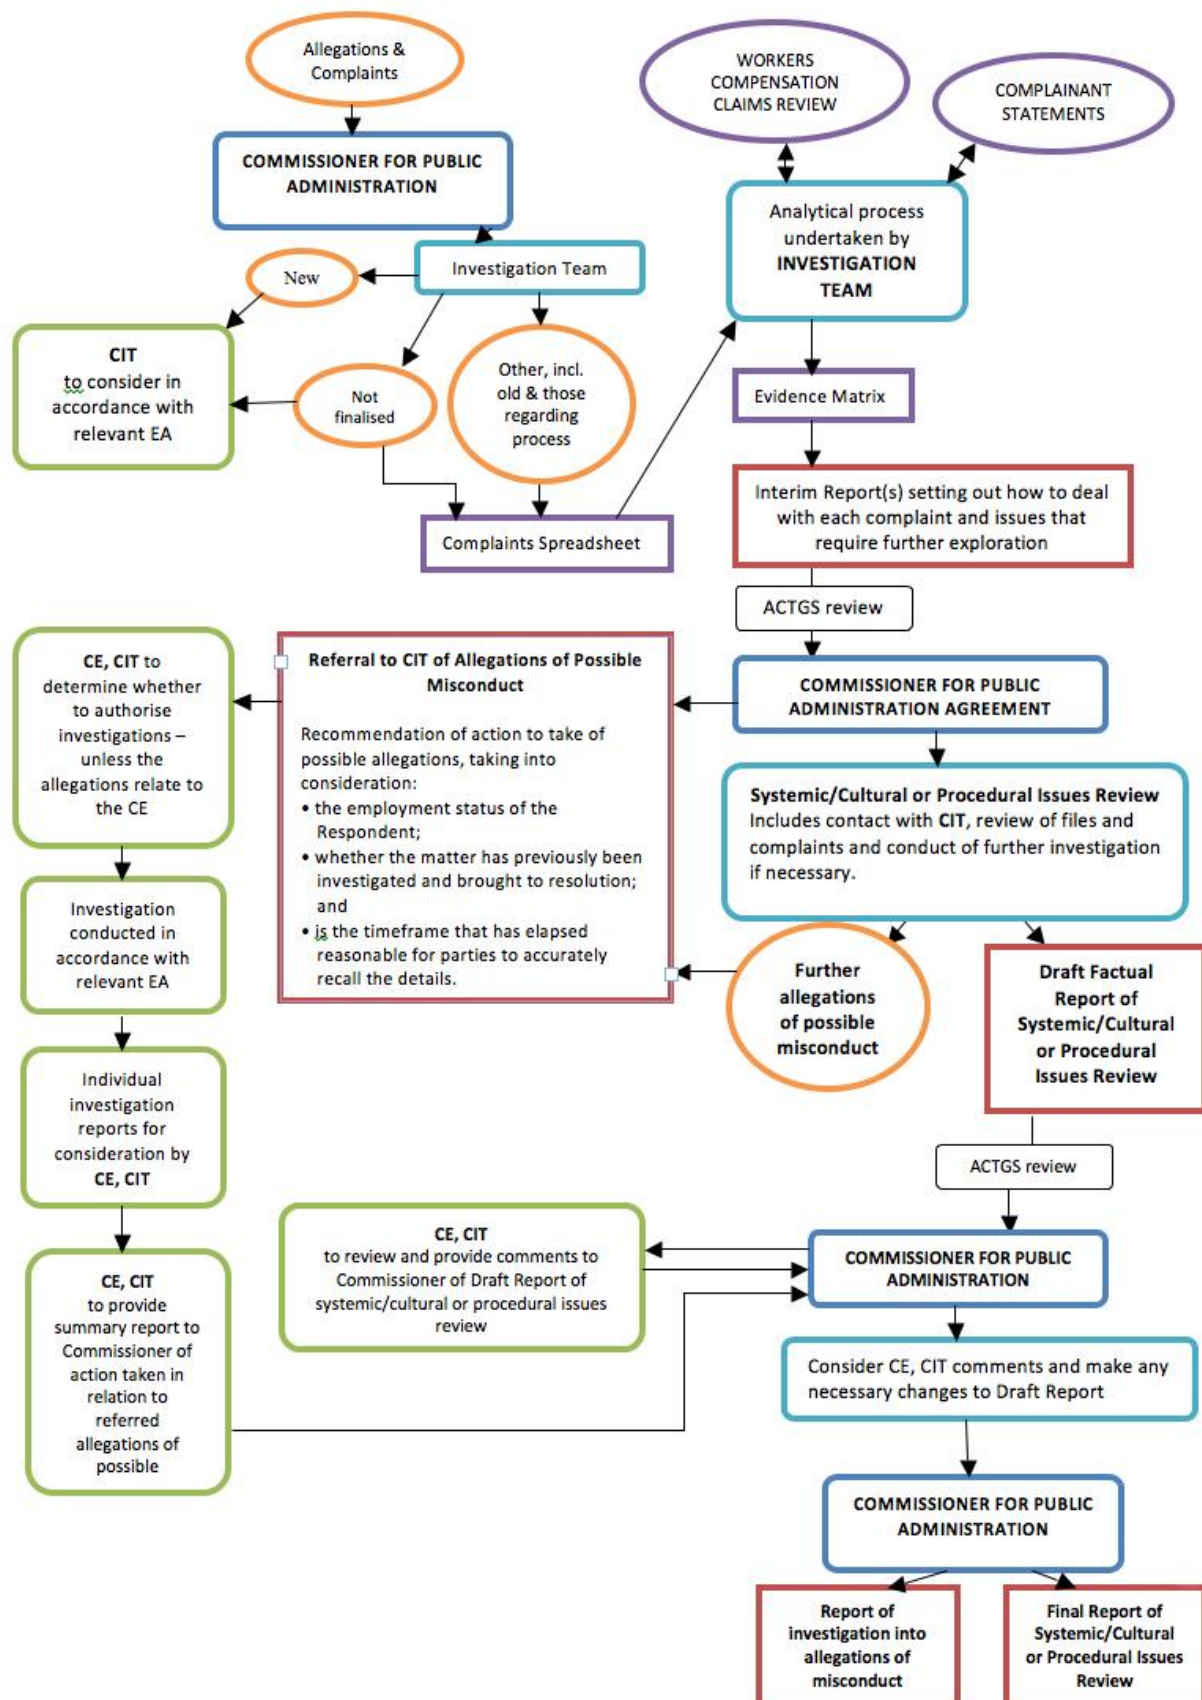 Allegations &
Complaints
WORKERS
COMPENSATION
CLAIMS REVIEW
COMPLAINANT
STATEMENTS
COMMISSIONER FOR PUBLIC
ADMINISTRATION
Analytical process
undertaken by
INVESTIGATION
TEAM
Investigation Team
New
CIT
to consider in
accordance with
relevant EA
Not
finalised
Other, incl.
old & those
regarding
process
Evidence Matrix
Complaints Spreadsheet
Interim Report(s) setting out how to deal
with each complaint and issues that
require further exploration
ACTGS review
COMMISSIONER FOR PUBLIC
ADMINISTRATION AGREEMENT
Referral to CIT of Allegations of Possible
Misconduct
Recommendation of action to take of
possible allegations, taking into
consideration:
• the employment status of the
Respondent;
• whether the matter has previously been
investigated and brought to resolution;
and
• is the timeframe that has elapsed
reasonable for parties to accurately
recall the details.
CE, CIT to
determine whether
to authorise
investigations –
unless the
allegations relate to
the CE
Systemic/Cultural or Procedural Issues Review
Includes contact with CIT, review of files and
complaints and conduct of further investigation
if necessary.
Investigation
conducted in
accordance with
relevant EA
Further
allegations
of possible
misconduct
Draft Factual
Report of
Systemic/Cultural
or Procedural
Issues Review
Individual
investigation
reports for
consideration by
CE, CIT
ACTGS review
CE, CIT
to review and provide comments to
Commissioner of Draft Report of
systemic/cultural or procedural issues
review
COMMISSIONER FOR PUBLIC
ADMINISTRATION
CE, CIT
to provide
summary report to
Commissioner of
action taken in
relation to
referred
allegations of
possible
Consider CE, CIT comments and make any
necessary changes to Draft Report
COMMISSIONER FOR PUBLIC
ADMINISTRATION
Report of
investigation into
allegations of
misconduct
Final Report of
Systemic/Cultural
or Procedural Issues
Review